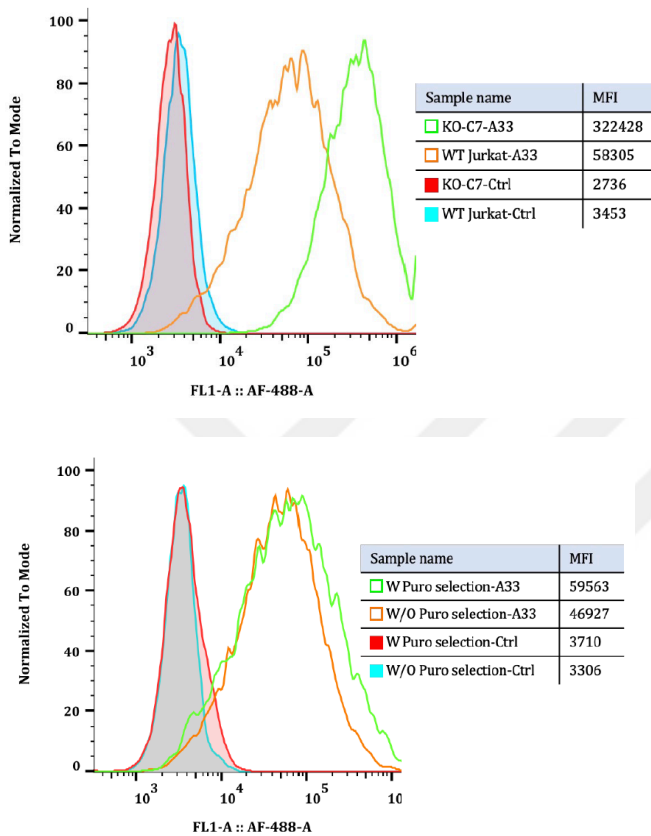 Normalized To Mode
100
80
60
40
20
0
10³ 10⁴ 10⁵ 10⁶
FL1-A :: AF-488-A
Sample name MFI
KO-C7-A33 322428
WT Jurkat-A33 58305
KO-C7-Ctrl 2736
WT Jurkat-Ctrl 3453
Normalized To Mode
100
80
60
40
20
0
10³ 10⁴ 10⁵ 10
FL1-A :: AF-488-A
Sample name MFI
W Puro selection-A33 59563
W/O Puro selection-A33 46927
W Puro selection-Ctrl 3710
W/O Puro selection-Ctrl 3306